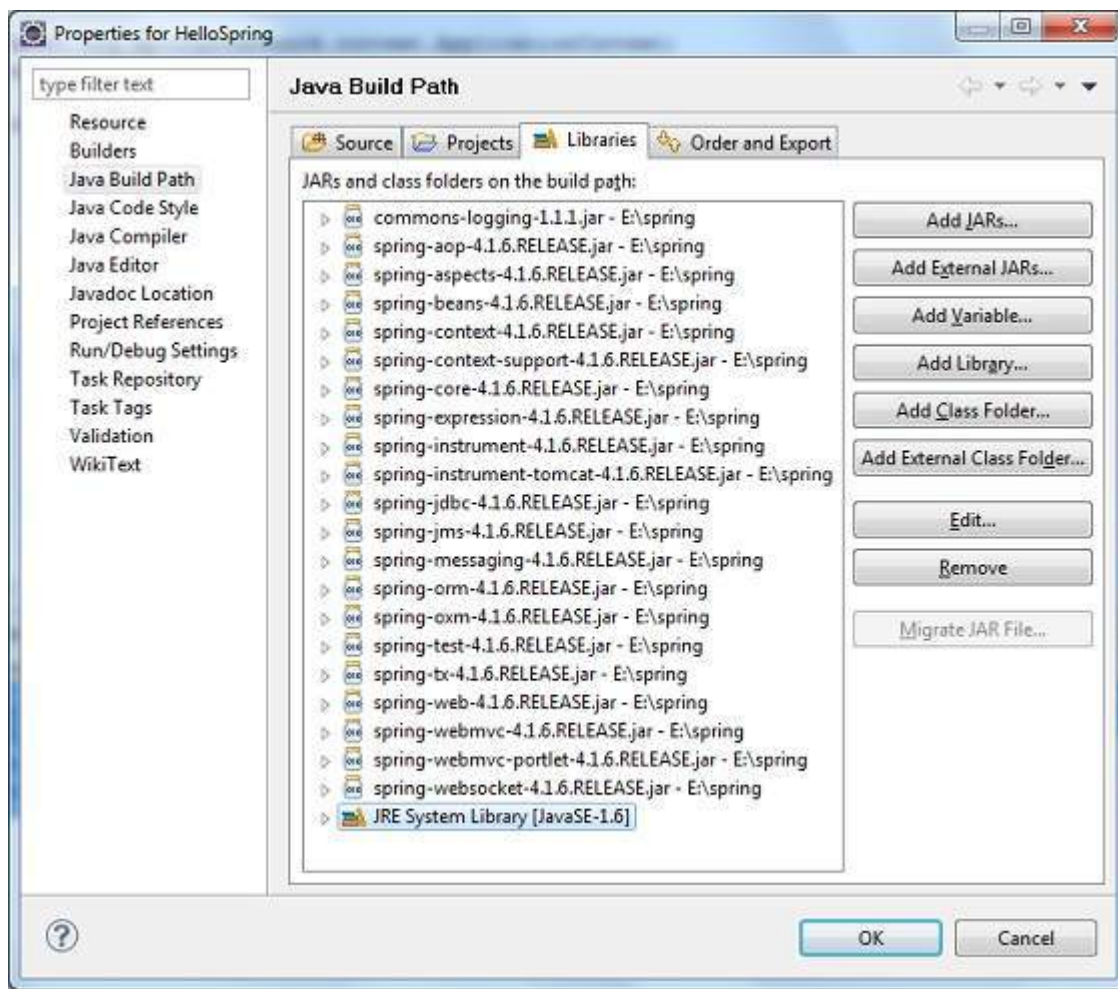 Properties for HelloSpring
type filter text
Resource
Builders
Java Build Path
Java Code Style
Java Compiler
Java Editor
Javadoc Location
Project References
Run/Debug Settings
Task Repository
Task Tags
Validation
WikiText
Java Build Path
Source
Projects
Libraries
Order and Export
JARs and class folders on the build path:
commons-logging-1.1.1.jar - E:\spring
spring-aop-4.1.6.RELEASE.jar - E:\spring
spring-aspects-4.1.6.RELEASE.jar - E:\spring
spring-beans-4.1.6.RELEASE.jar - E:\spring
spring-context-4.1.6.RELEASE.jar - E:\spring
spring-context-support-4.1.6.RELEASE.jar - E:\spring
spring-core-4.1.6.RELEASE.jar - E:\spring
spring-expression-4.1.6.RELEASE.jar - E:\spring
spring-instrument-4.1.6.RELEASE.jar - E:\spring
spring-instrument-tomcat-4.1.6.RELEASE.jar - E:\spring
spring-jdbc-4.1.6.RELEASE.jar - E:\spring
spring-jms-4.1.6.RELEASE.jar - E:\spring
spring-messaging-4.1.6.RELEASE.jar - E:\spring
spring-orm-4.1.6.RELEASE.jar - E:\spring
spring-oxm-4.1.6.RELEASE.jar - E:\spring
spring-test-4.1.6.RELEASE.jar - E:\spring
spring-tx-4.1.6.RELEASE.jar - E:\spring
spring-web-4.1.6.RELEASE.jar - E:\spring
spring-webmvc-4.1.6.RELEASE.jar - E:\spring
spring-webmvc-portlet-4.1.6.RELEASE.jar - E:\spring
spring-websocket-4.1.6.RELEASE.jar - E:\spring
JRE System Library [JavaSE-1.6]
Add JARs...
Add External JARs...
Add Variable...
Add Library...
Add Class Folder...
Add External Class Folder...
Edit...
Remove
Migrate JAR File...
OK
Cancel